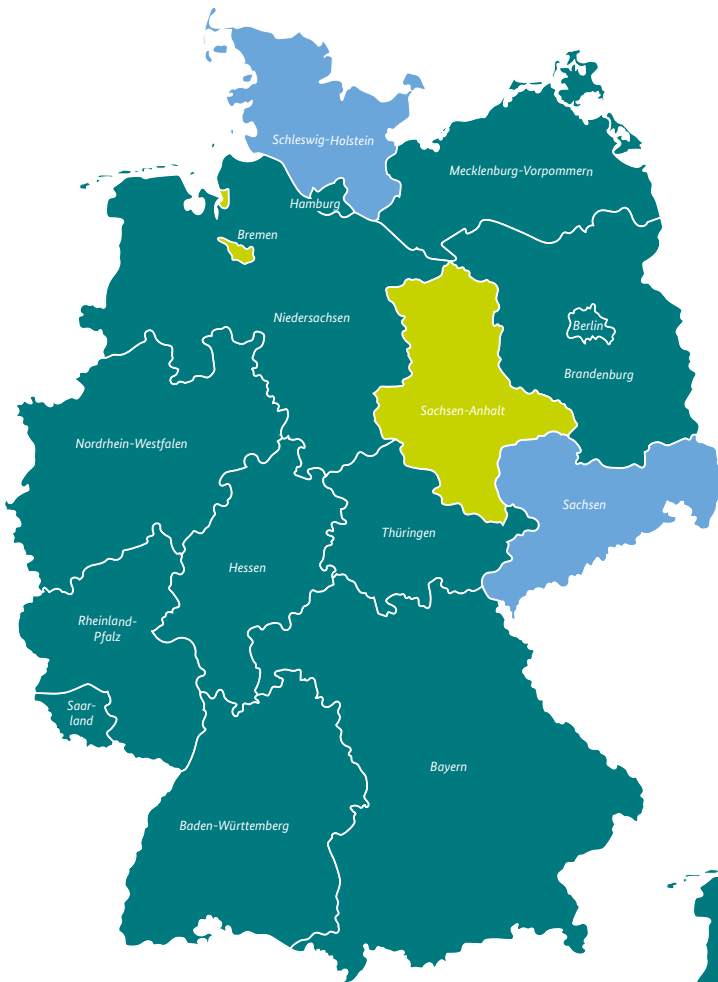 Schleswig-Holstein
Mecklenburg-Vorpommern
Hamburg
Bremen
Niedersachsen
Berlin
Brandenburg
Sachsen-Anhalt
Nordrhein-Westfalen
Sachsen
Thüringen
Hessen
Rheinland-
Pfalz
Saar-
land
Bayern
Baden-Württemberg